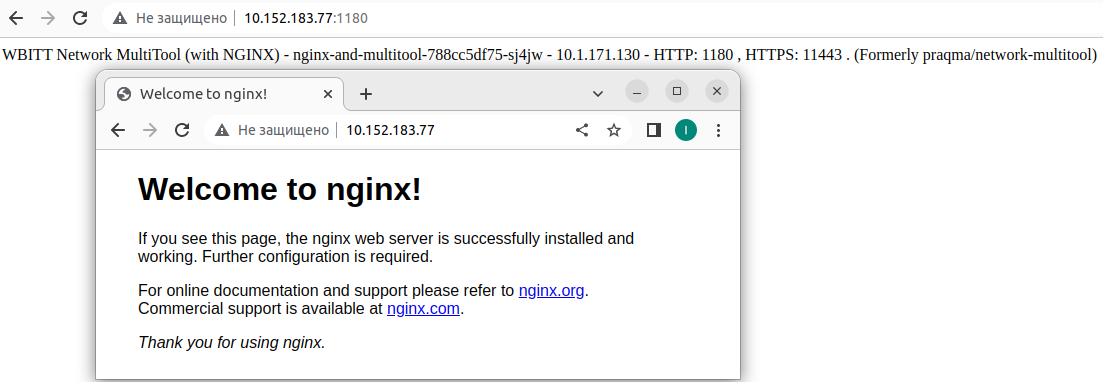 Не защищено 10.152.183.77:1180
WBITT Network MultiTool (with NGINX) - nginx-and-multitool-788cc5df75-sj4jw - 10.1.171.130 - HTTP: 1180 , HTTPS: 11443 . (Formerly praqma/network-multitool)
Welcome to nginx!
Не защищено 10.152.183.77
I
Welcome to nginx!
If you see this page, the nginx web server is successfully installed and
working. Further configuration is required.
For online documentation and support please refer to nginx.org.
Commercial support is available at nginx.com.
Thank you for using nginx.